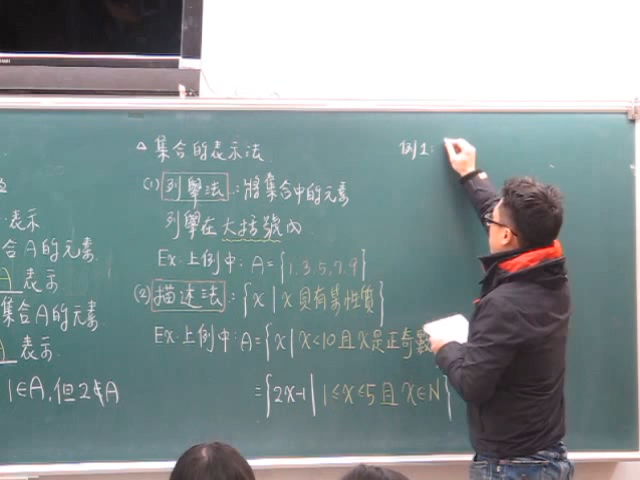 表示
合A的元素
A 表示
集合A的元素
表示
1∈A,但2∉A
△ 集合的表示法
(1) 列舉法:將集合中的元素
列舉在大括號內
Ex.上例中:A={1,3,5,7,9}
(2) 描述法:{x|x具有某性質}
Ex.上例中:A={x|x<10且x是正奇數
={2x-1|1≤x≤5且x∈N}
例1: